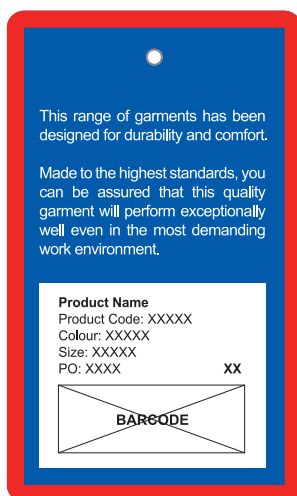 This range of garments has been
designed for durability and comfort.
Made to the highest standards, you
can be assured that this quality
garment will perform exceptionally
well even in the most demanding
work environment.
Product Name
Product Code: XXXXX
Colour: XXXXX
Size: XXXXX
PO: XXXX XX
BARCODE